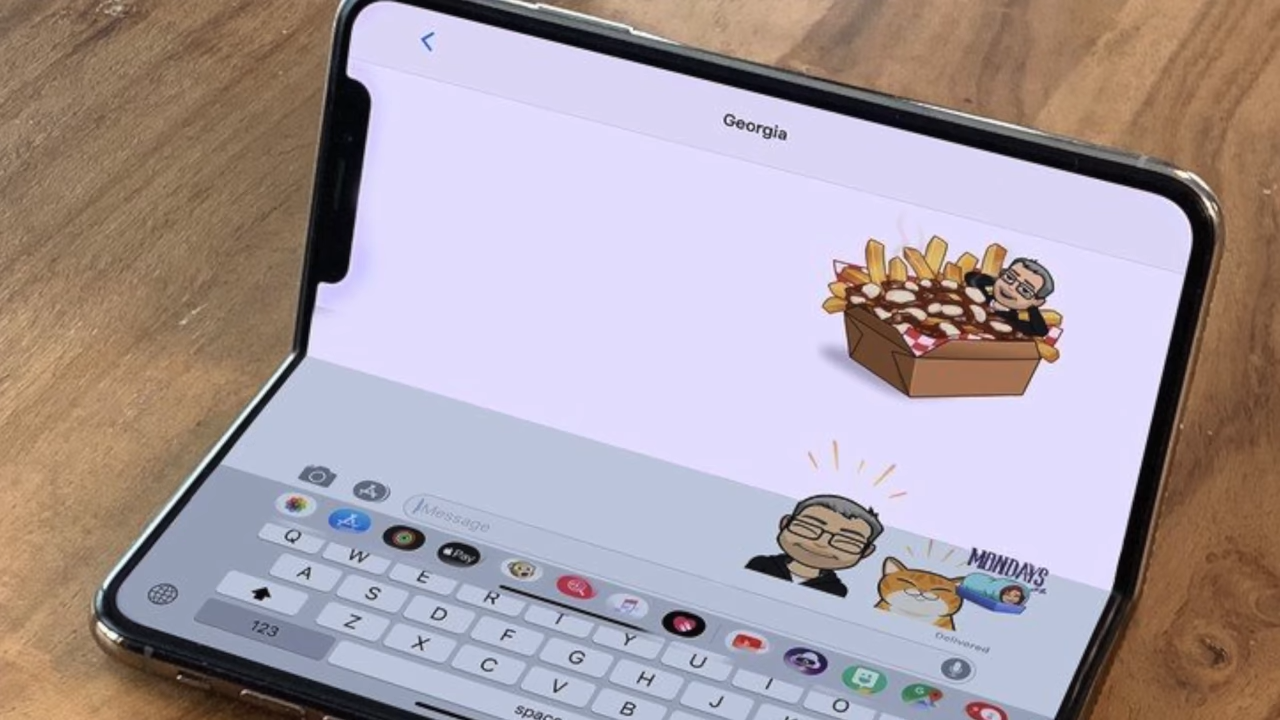 Georgia
MONDAYS
Message
Pay
Delivered
Q W E R T Y U I O
A S D F G H J
Z X C V B
123
space